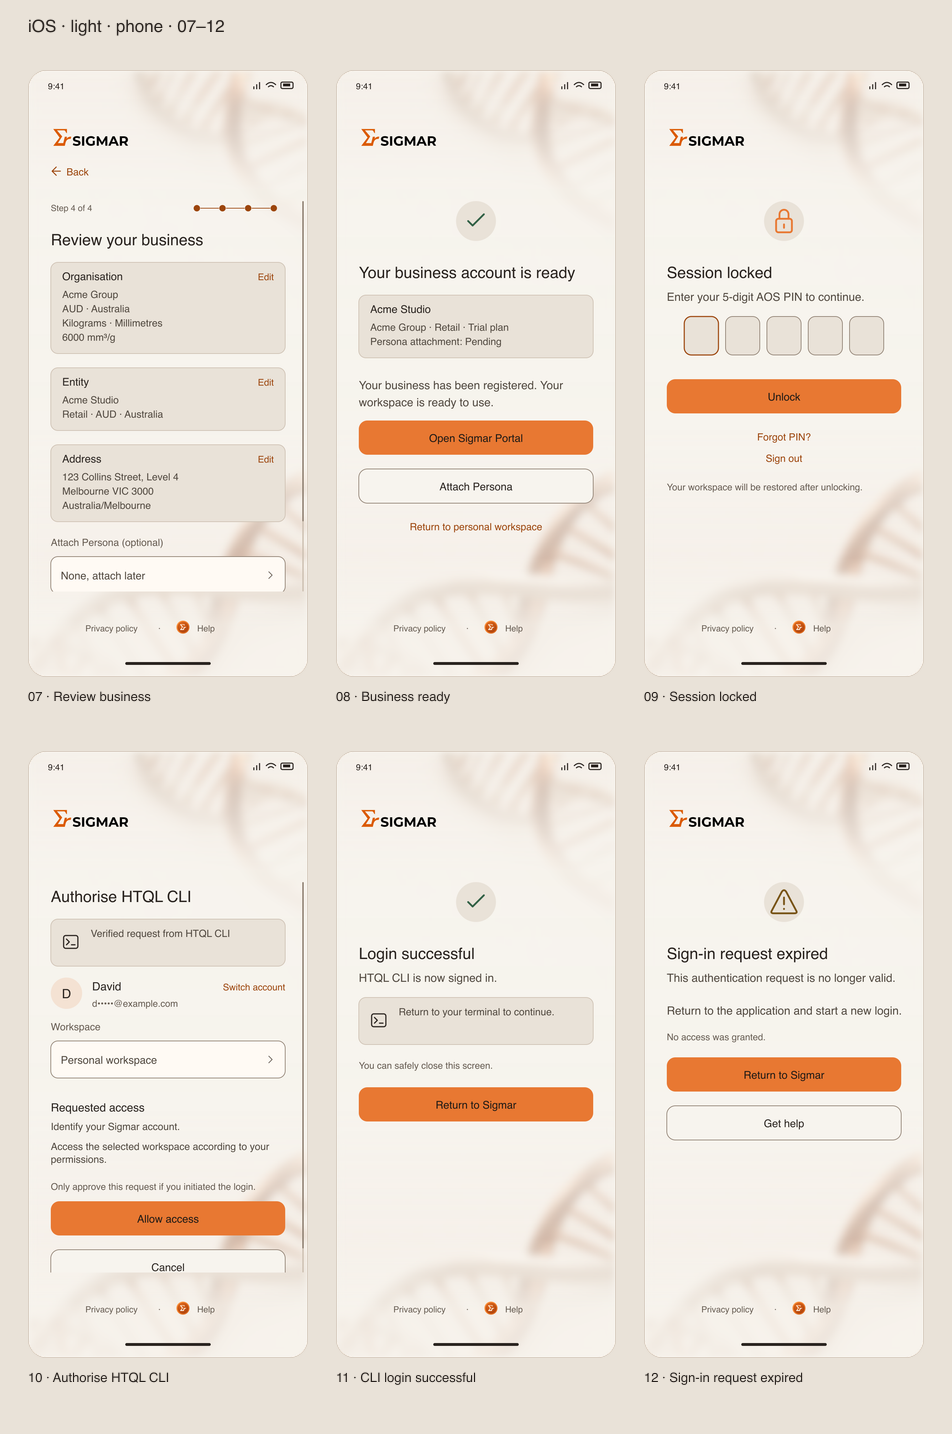 iOS · light · phone · 07–12
9:41
SIGMAR
Back
Step 4 of 4
Review your business
Organisation
Edit
Acme Group
AUD · Australia
Kilograms · Millimetres
6000 mm³/g
Entity
Edit
Acme Studio
Retail · AUD · Australia
Address
Edit
123 Collins Street, Level 4
Melbourne VIC 3000
Australia/Melbourne
Attach Persona (optional)
None, attach later
Privacy policy · Help
07 · Review business
9:41
SIGMAR
Your business account is ready
Acme Studio
Acme Group · Retail · Trial plan
Persona attachment: Pending
Your business has been registered. Your
workspace is ready to use.
Open Sigmar Portal
Attach Persona
Return to personal workspace
Privacy policy · Help
08 · Business ready
9:41
SIGMAR
Session locked
Enter your 5-digit AOS PIN to continue.
Unlock
Forgot PIN?
Sign out
Your workspace will be restored after unlocking.
Privacy policy · Help
09 · Session locked
9:41
SIGMAR
Authorise HTQL CLI
Verified request from HTQL CLI
D
David
Switch account
d•••••@example.com
Workspace
Personal workspace
Requested access
Identify your Sigmar account.
Access the selected workspace according to your
permissions.
Only approve this request if you initiated the login.
Allow access
Cancel
Privacy policy · Help
10 · Authorise HTQL CLI
9:41
SIGMAR
Login successful
HTQL CLI is now signed in.
Return to your terminal to continue.
You can safely close this screen.
Return to Sigmar
Privacy policy · Help
11 · CLI login successful
9:41
SIGMAR
Sign-in request expired
This authentication request is no longer valid.
Return to the application and start a new login.
No access was granted.
Return to Sigmar
Get help
Privacy policy · Help
12 · Sign-in request expired